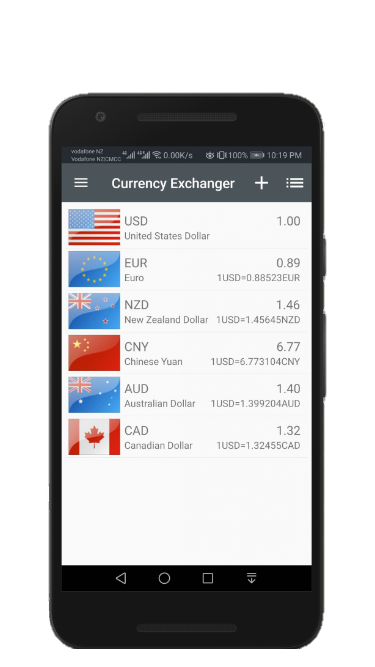 vodafone NZ
Vodafone NZ|CMCC 0.00K/s 100% 10:19 PM
Currency Exchanger
USD 1.00
United States Dollar
EUR 0.89
Euro 1USD=0.88523EUR
NZD 1.46
New Zealand Dollar 1USD=1.45645NZD
CNY 6.77
Chinese Yuan 1USD=6.773104CNY
AUD 1.40
Australian Dollar 1USD=1.399204AUD
CAD 1.32
Canadian Dollar 1USD=1.32455CAD